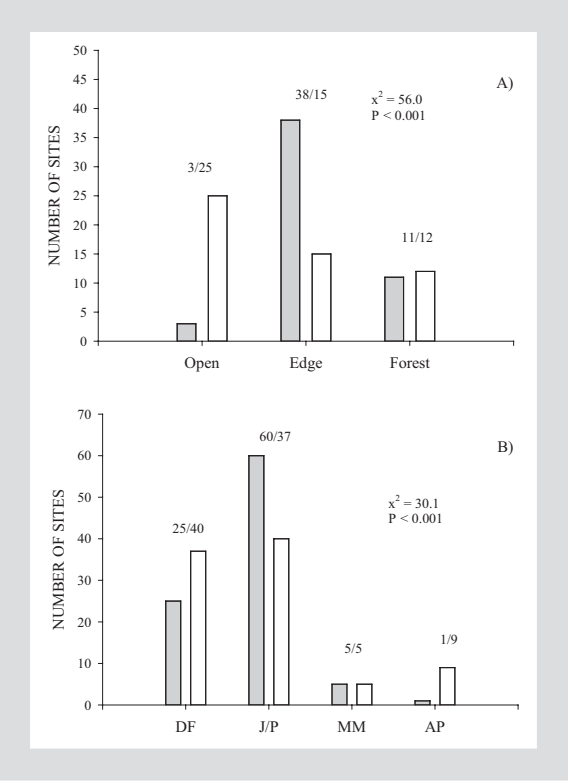 A)
50
45
40
35
30
25
20
15
10
5
0
NUMBER OF SITES
3/25
38/15
11/12
x² = 56.0
P < 0.001
Open Edge Forest
B)
70
60
50
40
30
20
10
0
NUMBER OF SITES
25/40
60/37
5/5
1/9
x² = 30.1
P < 0.001
DF J/P MM AP